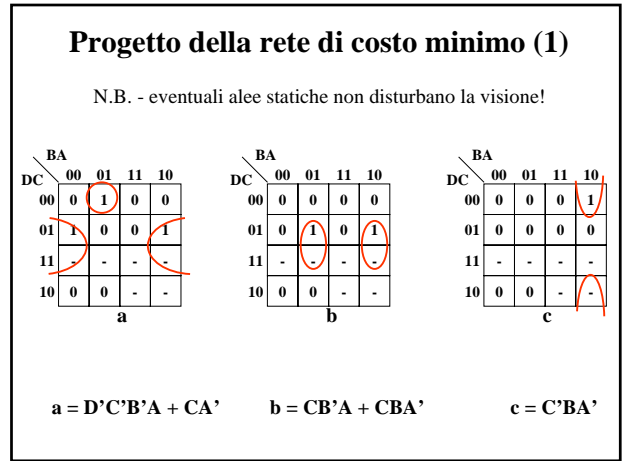 Progetto della rete di costo minimo (1)
N.B. - eventuali alee statiche non disturbano la visione!
BA
DC 00 01 11 10
00 0 1 0 0
01 1 0 0 1
11 - - - -
10 0 0 - -
a
BA
DC 00 01 11 10
00 0 0 0 0
01 0 1 0 1
11 - - - -
10 0 0 - -
b
BA
DC 00 01 11 10
00 0 0 0 1
01 0 0 0 0
11 - - - -
10 0 0 - -
c
a = D’C’B’A + CA’ b = CB’A + CBA’ c = C’BA’